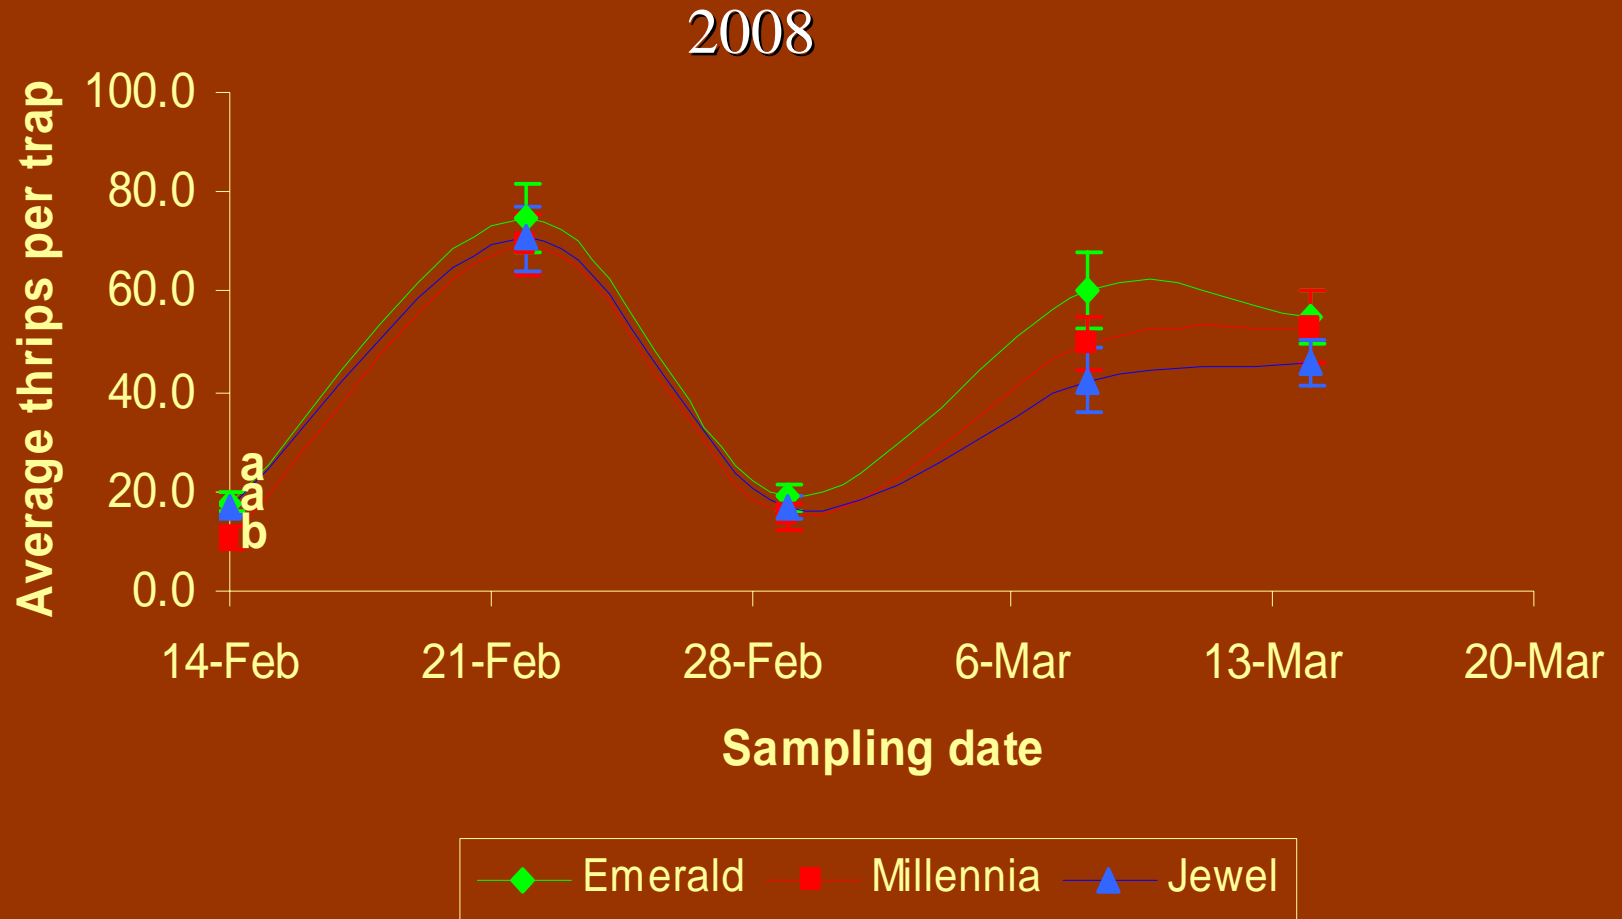 2008
Average thrips per trap
100.0
80.0
60.0
40.0
20.0
0.0
a
a
b
14-Feb 21-Feb 28-Feb 6-Mar 13-Mar 20-Mar
Sampling date
Emerald Millennia Jewel